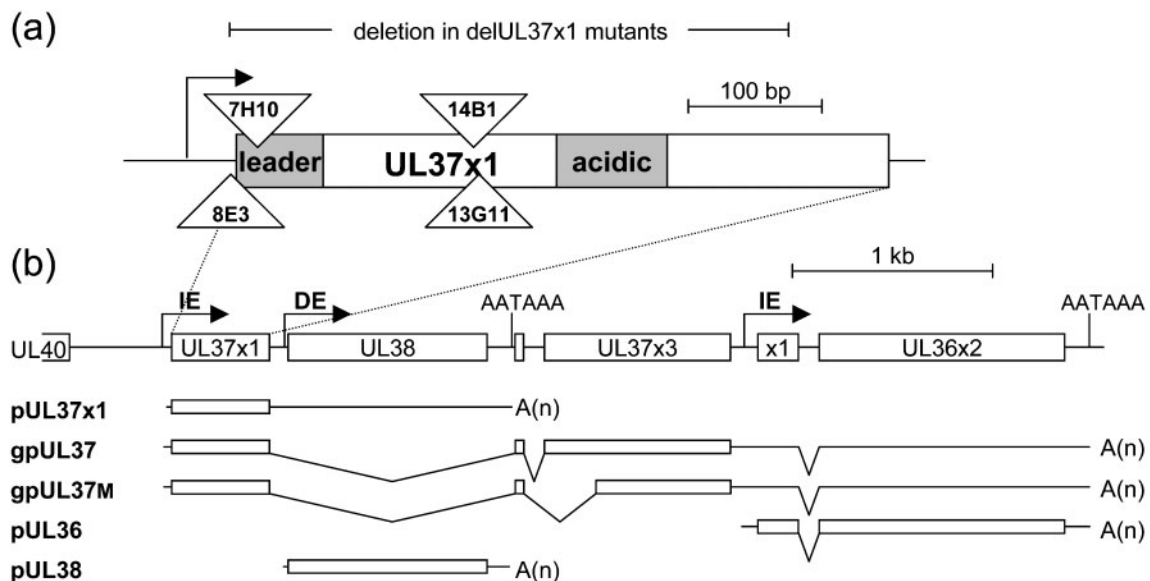 (a)
deletion in delUL37x1 mutants
7H10 14B1 100 bp
leader UL37x1 acidic
8E3 13G11
(b)
1 kb
IE DE AATAAA IE AATAAA
UL40 UL37x1 UL38 UL37x3 x1 UL36x2
pUL37x1 A(n)
gpUL37 A(n)
gpUL37M A(n)
pUL36 A(n)
pUL38 A(n)